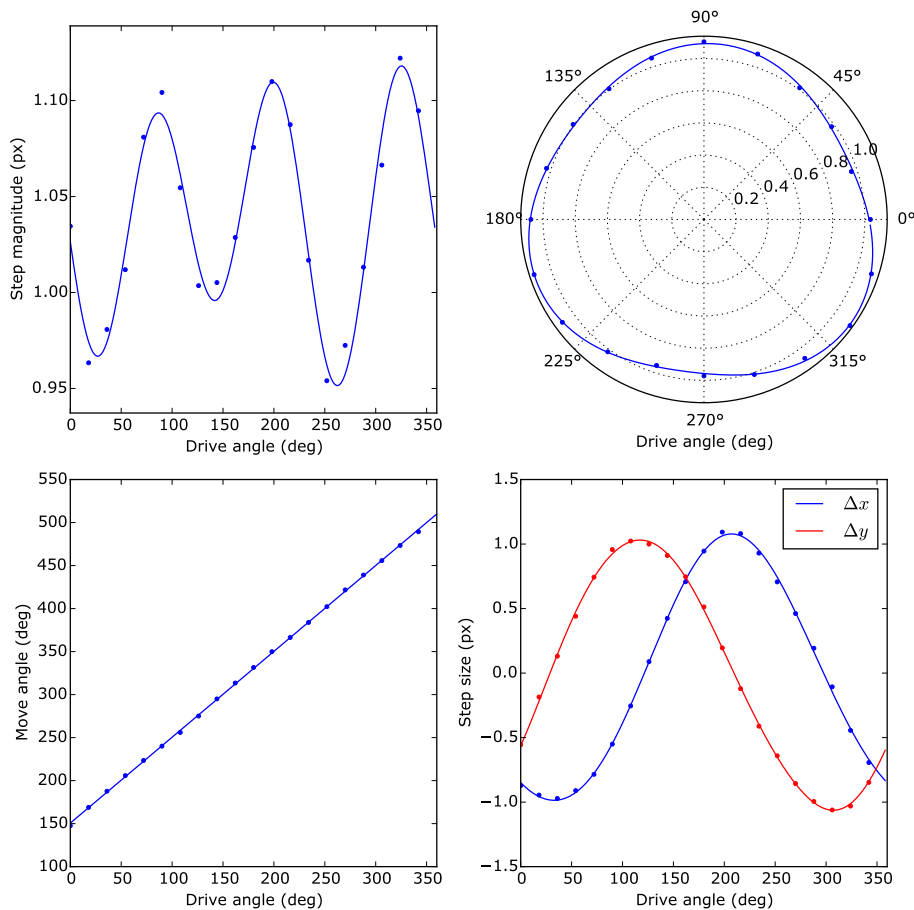 1.10
1.05
1.00
0.95
Step magnitude (px)
0 50 100 150 200 250 300 350
Drive angle (deg)
90°
135° 45°
180° 0.2 0.4 0.6 0.8 1.0 0°
225° 315°
270°
Drive angle (deg)
550
500
450
400
350
300
250
200
150
100
Move angle (deg)
0 50 100 150 200 250 300 350
Drive angle (deg)
1.5
1.0
0.5
0.0
−0.5
−1.0
−1.5
Step size (px)
Δx
Δy
0 50 100 150 200 250 300 350
Drive angle (deg)